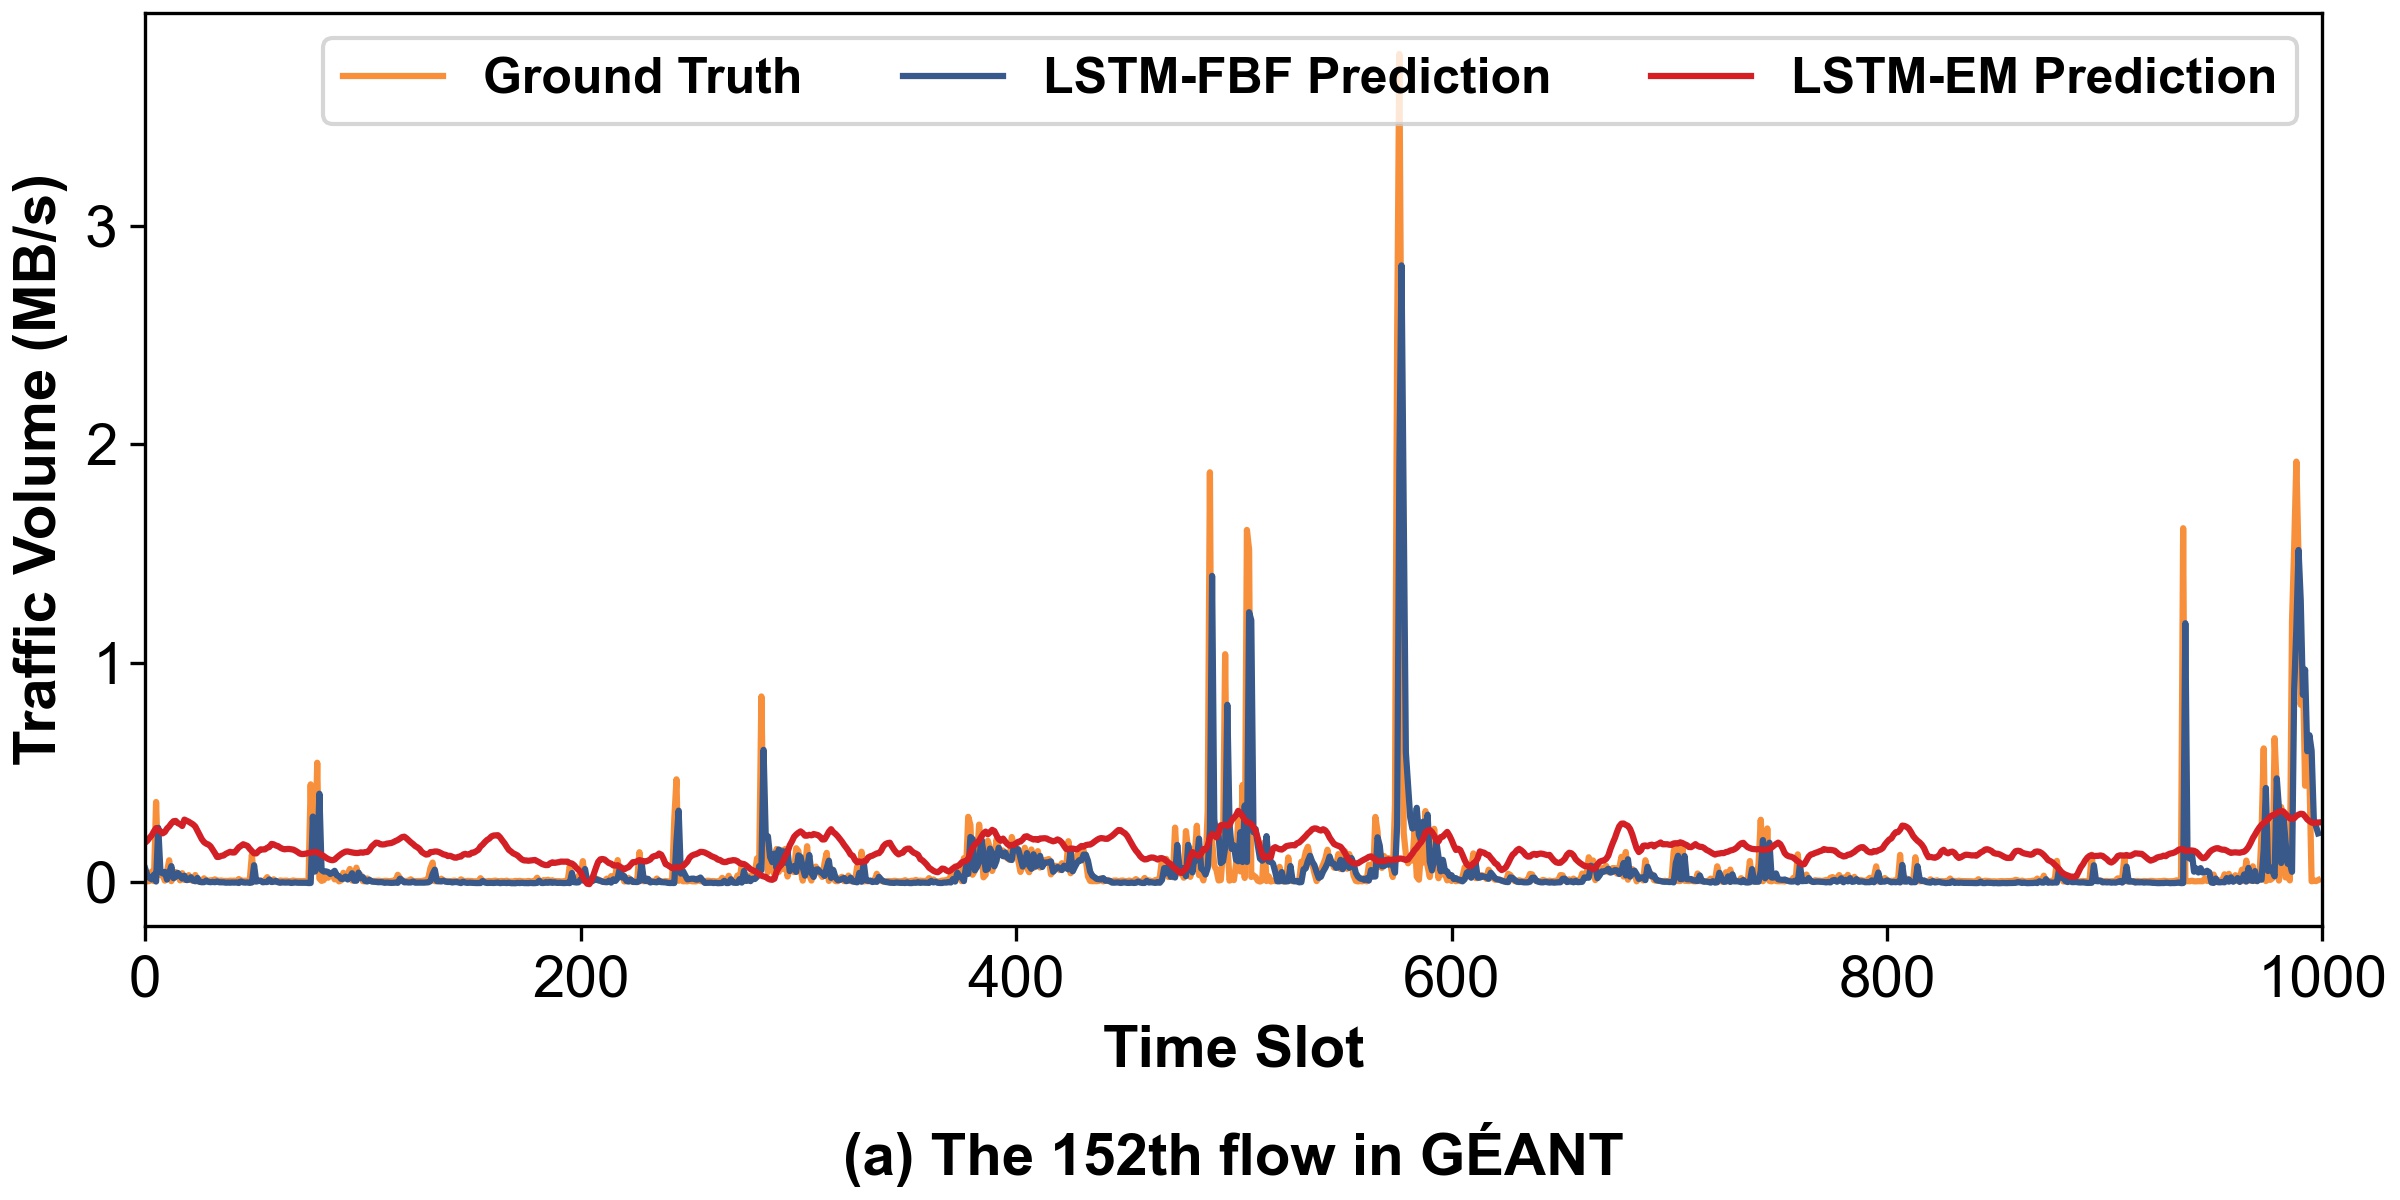 Ground Truth LSTM-FBF Prediction LSTM-EM Prediction
Traffic Volume (MB/s)
3
2
1
0
0 200 400 600 800 1000
Time Slot
(a) The 152th flow in GÉANT